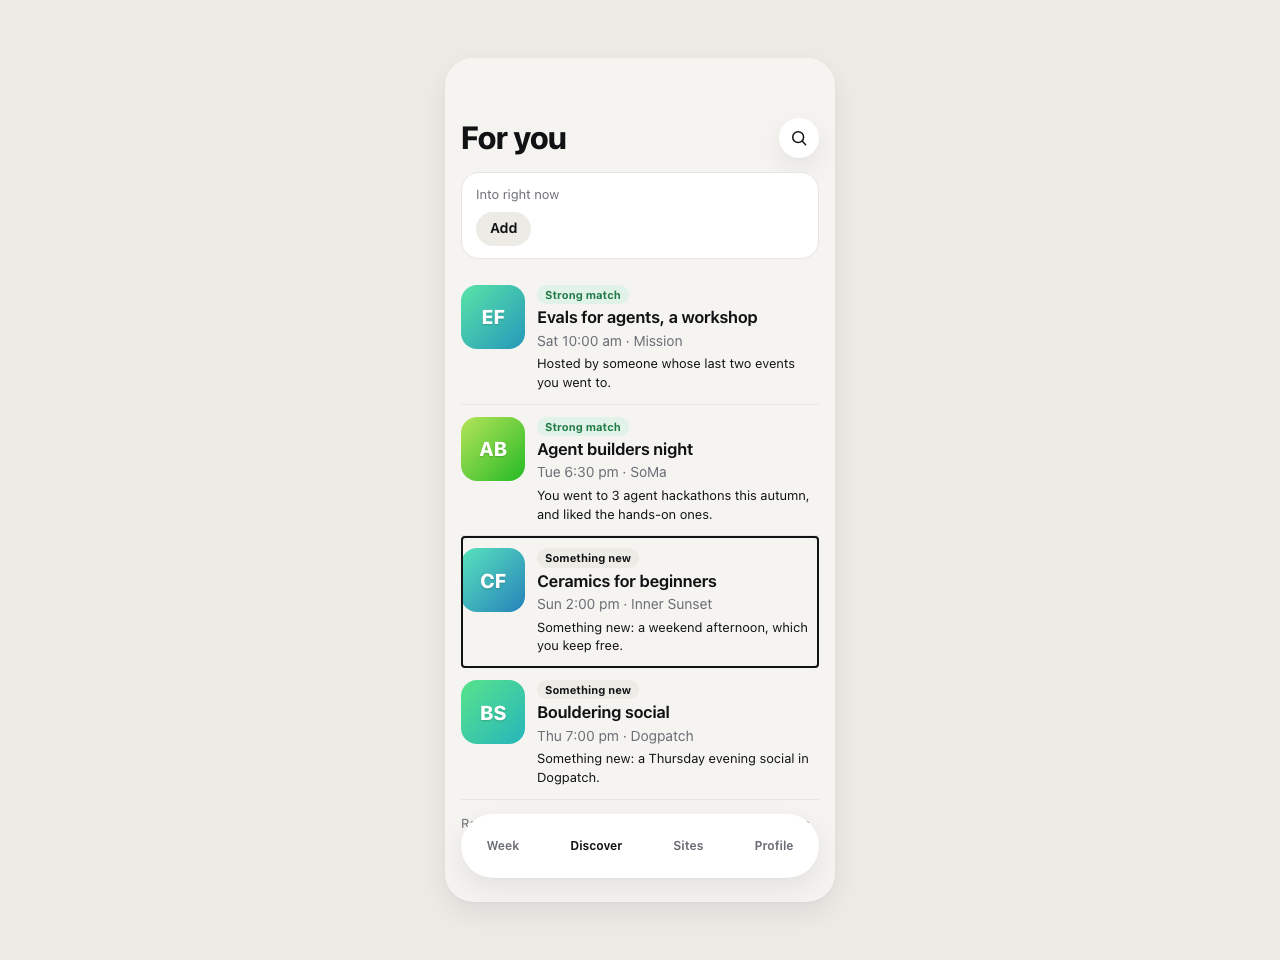 For you
Into right now
Add
EF
Strong match
Evals for agents, a workshop
Sat 10:00 am · Mission
Hosted by someone whose last two events
you went to.
AB
Strong match
Agent builders night
Tue 6:30 pm · SoMa
You went to 3 agent hackathons this autumn,
and liked the hands-on ones.
CF
Something new
Ceramics for beginners
Sun 2:00 pm · Inner Sunset
Something new: a weekend afternoon, which
you keep free.
BS
Something new
Bouldering social
Thu 7:00 pm · Dogpatch
Something new: a Thursday evening social in
Dogpatch.
Week
Discover
Sites
Profile